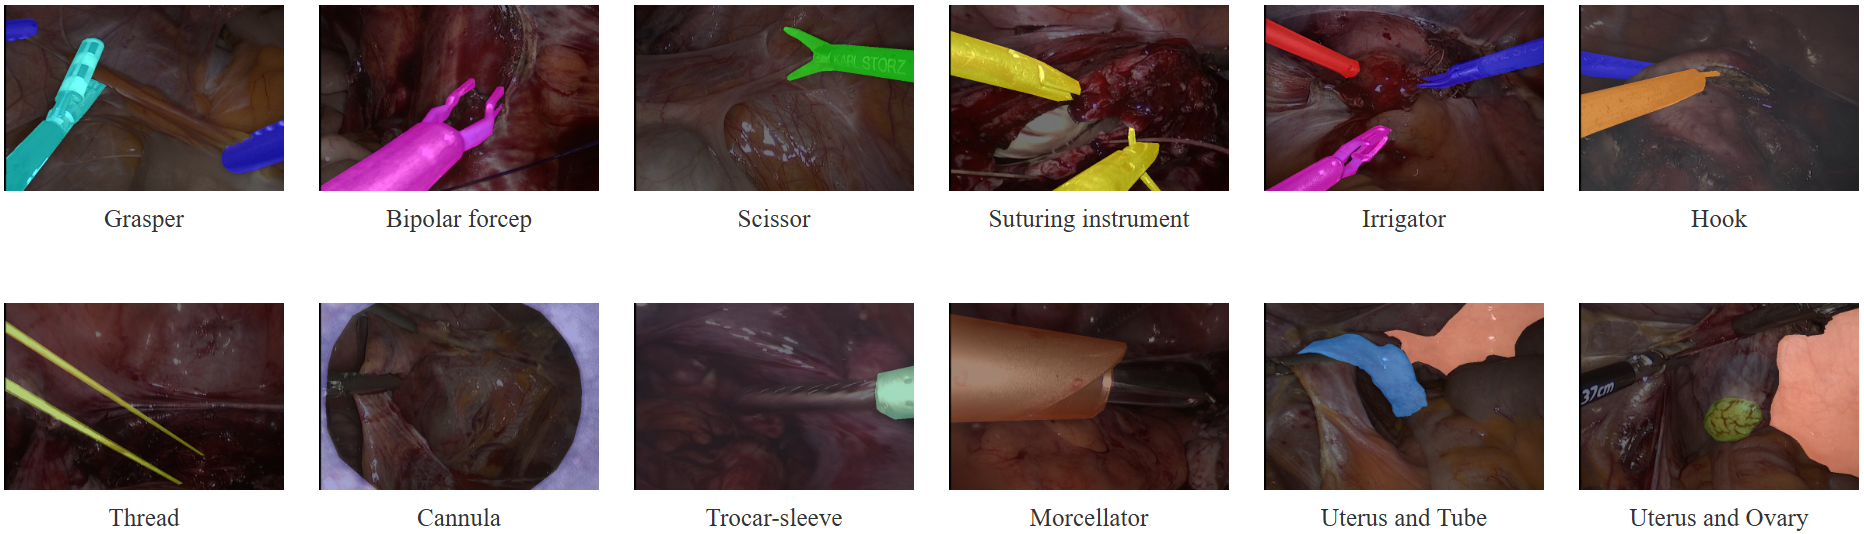 KARL STORZ
Grasper
Bipolar forcep
Scissor
Suturing instrument
Irrigator
Hook
37cm
Thread
Cannula
Trocar-sleeve
Morcellator
Uterus and Tube
Uterus and Ovary